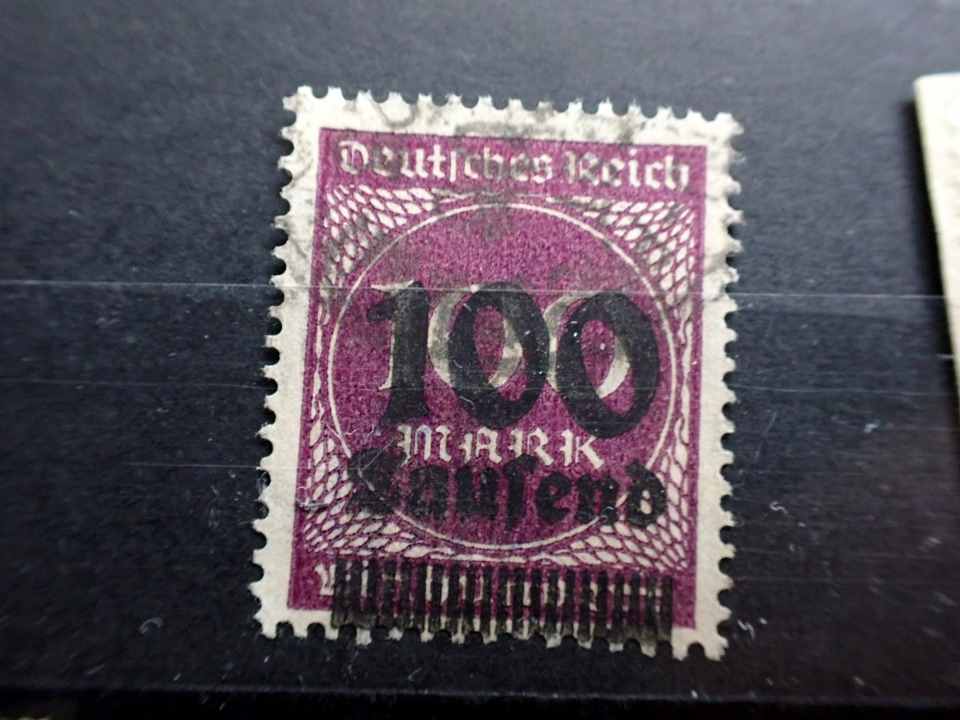 Deutsches Reich
100
MARK
Tausend